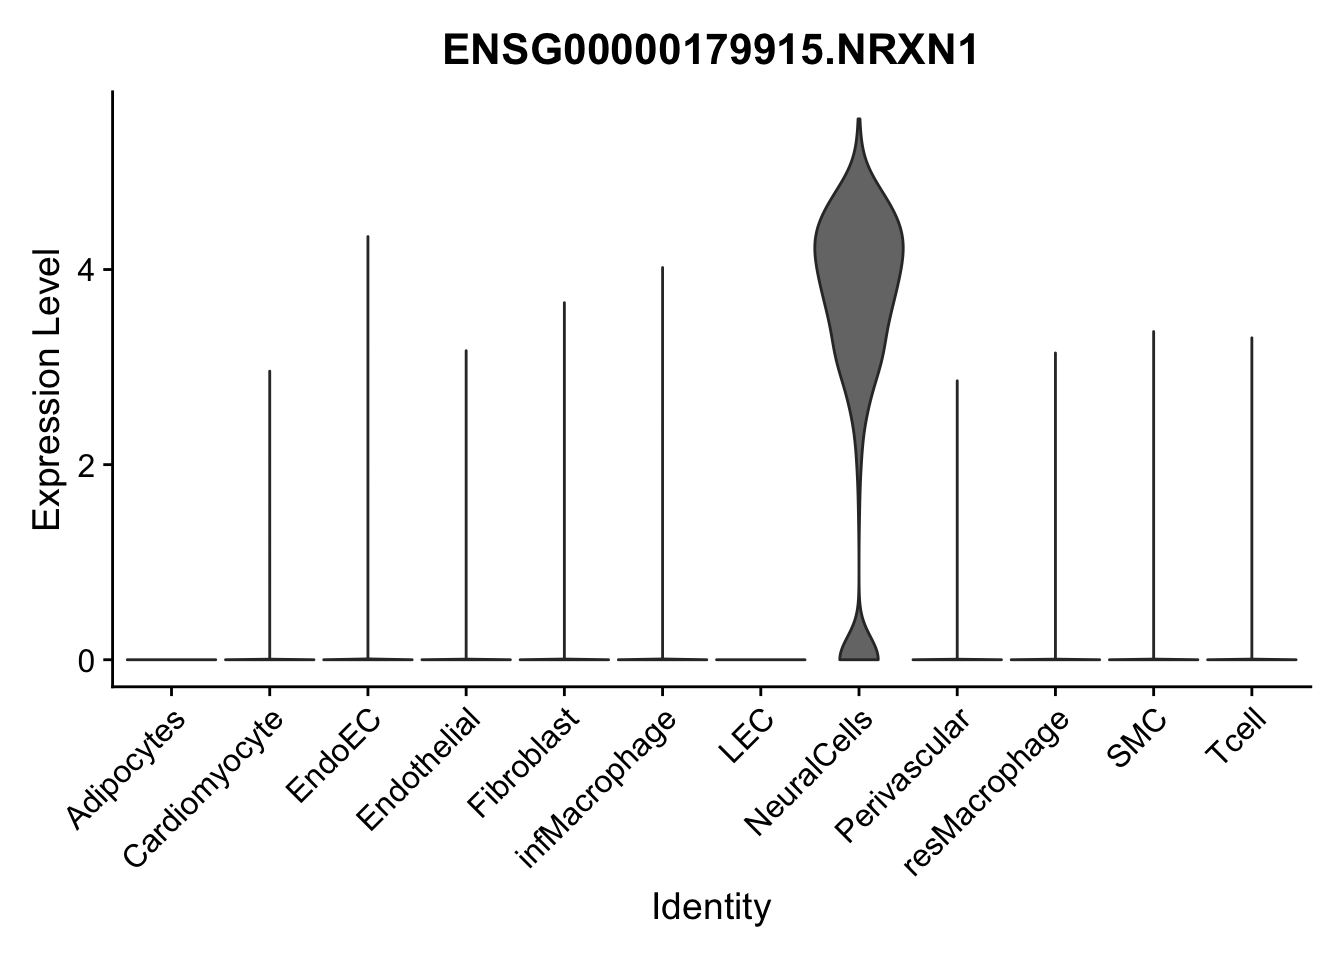 ENSG00000179915.NRXN1
Expression Level
4
2
0
Adipocytes
Cardiomyocyte
EndoEC
Endothelial
Fibroblast
infMacrophage
LEC
NeuralCells
Perivascular
resMacrophage
SMC
Tcell
Identity